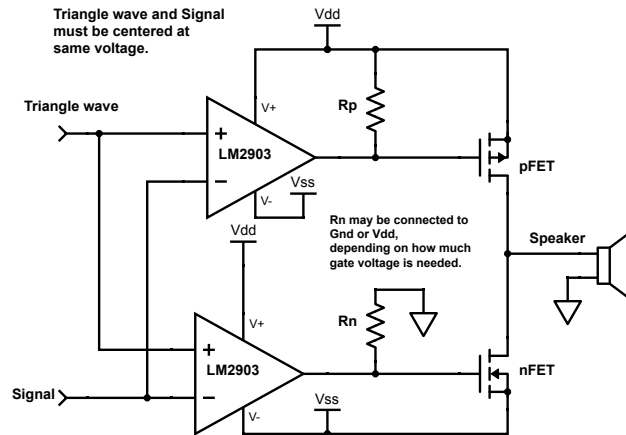 Triangle wave and Signal
must be centered at
same voltage.
Vdd
Triangle wave
V+
Rp
+
LM2903
−
V-
Vss
pFET
Vdd
Rn may be connected to
Gnd or Vdd,
depending on how much
gate voltage is needed.
Speaker
V+
Rn
+
LM2903
nFET
Signal
−
V-
Vss